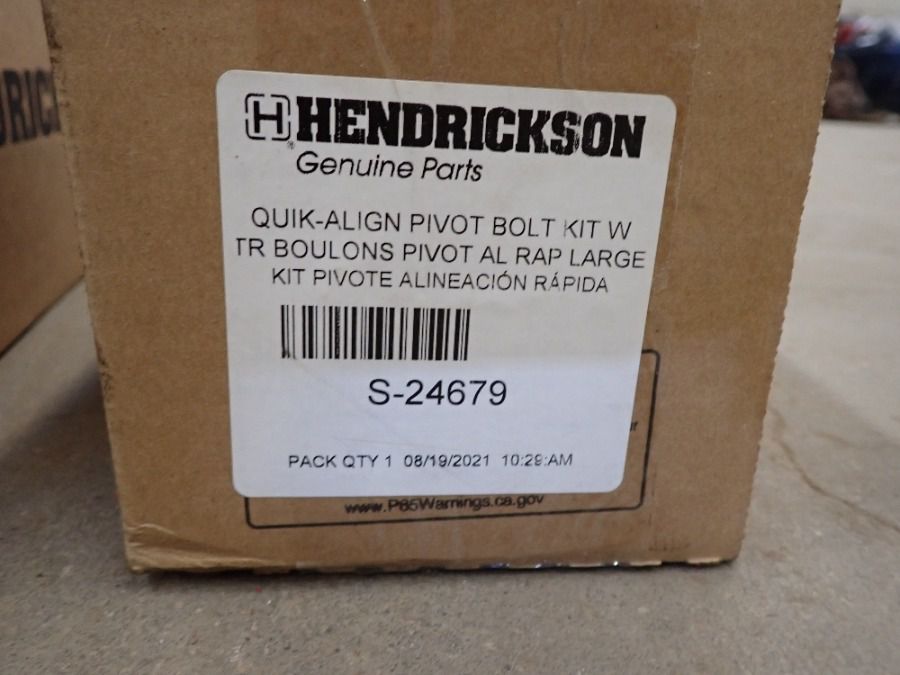 HENDRICKSON
Genuine Parts
QUIK-ALIGN PIVOT BOLT KIT W
TR BOULONS PIVOT AL RAP LARGE
KIT PIVOTE ALINEACIÓN RÁPIDA
S-24679
PACK QTY 1 08/19/2021 10:29:AM
www.P65Warnings.ca.gov
DRIC